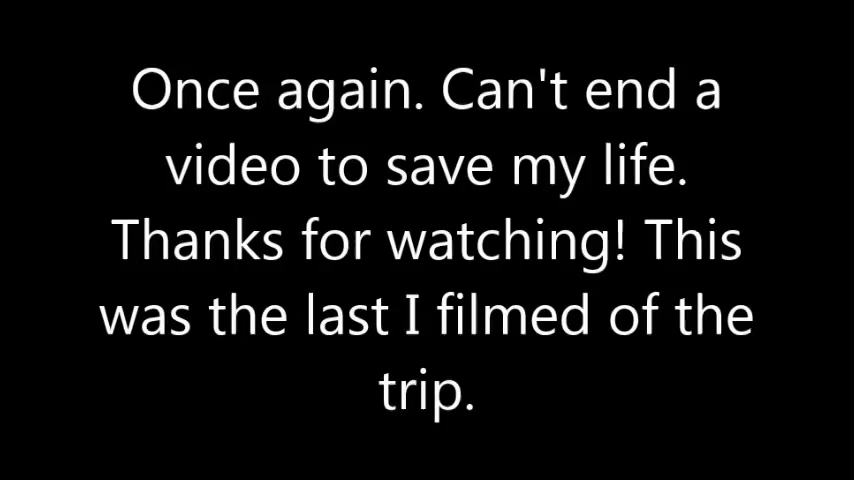 Once again. Can't end a
video to save my life.
Thanks for watching! This
was the last I filmed of the
trip.